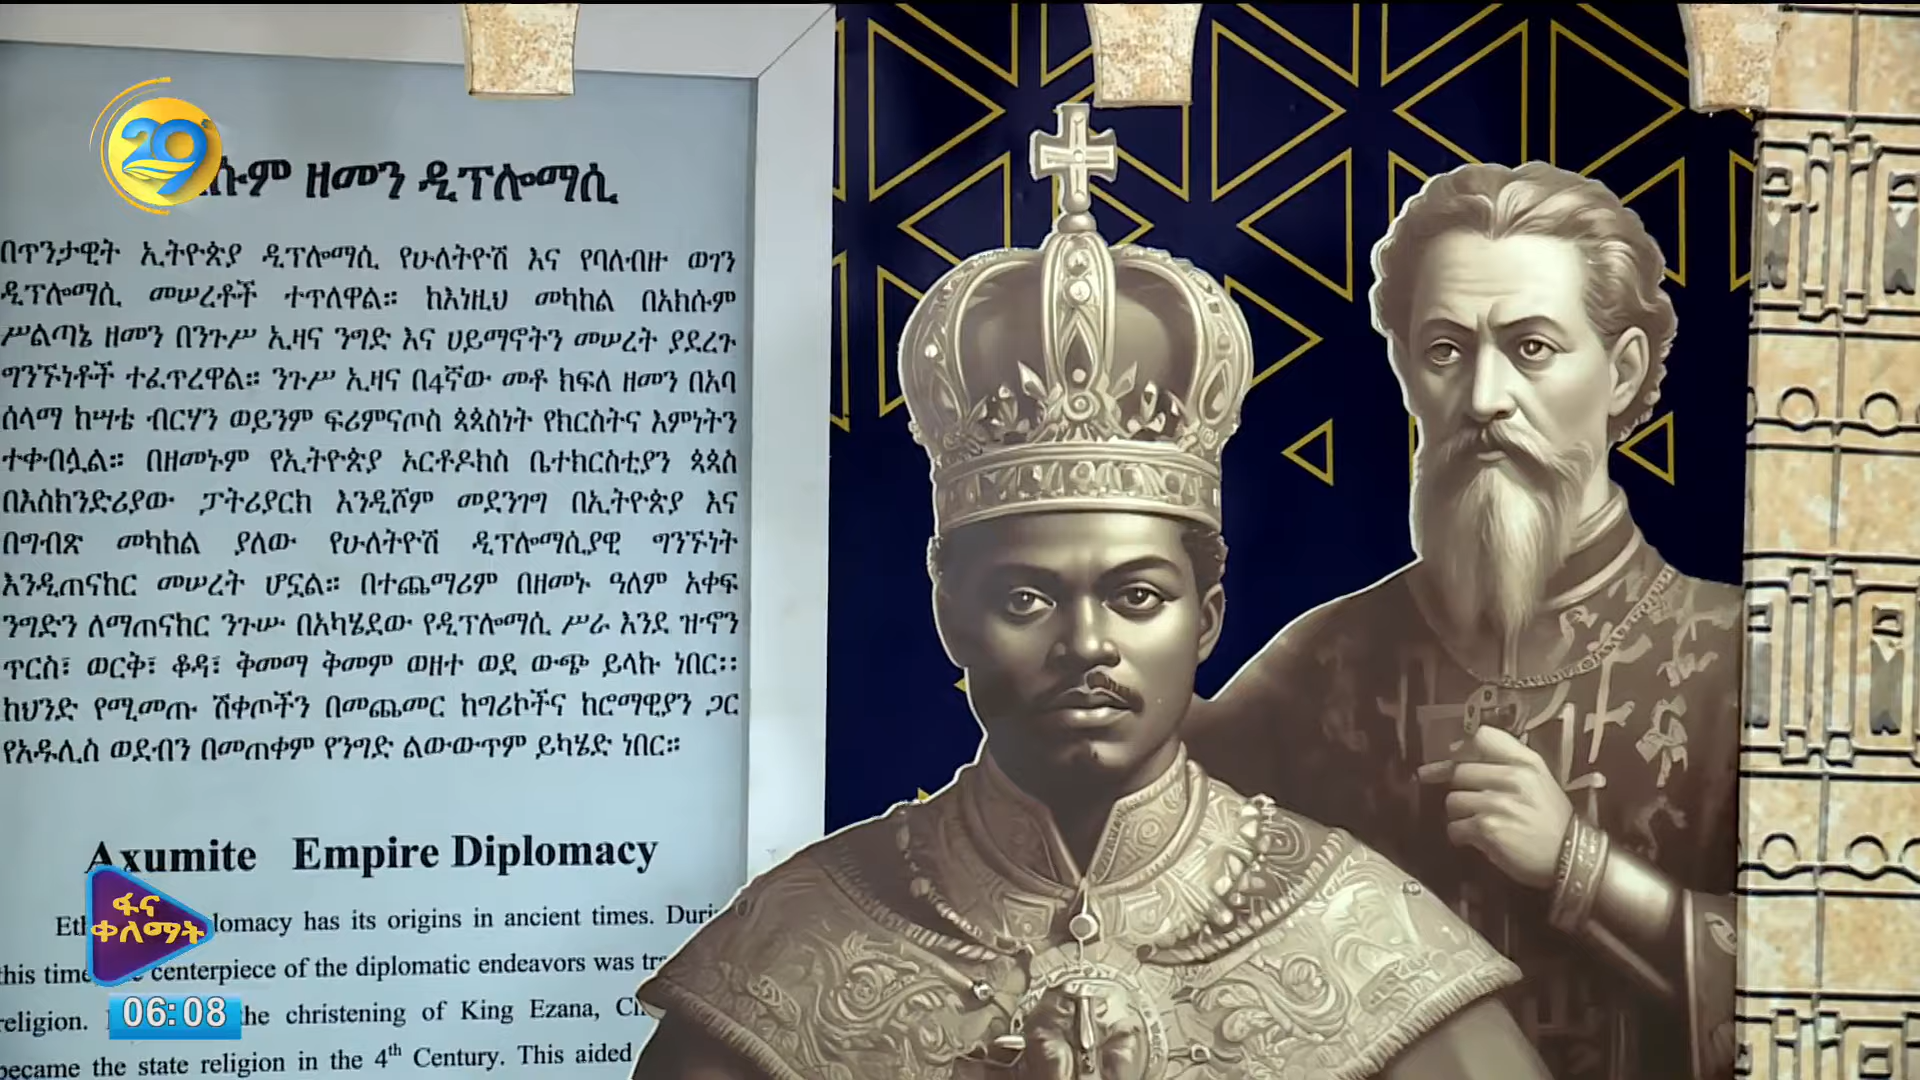 29
ሱም ዘመን ዲፕሎማሲ
በጥንታዊት ኢትዮጵያ ዲፕሎማሲ የሁለትዮሽ እና የባለብዙ ወገን
ዲፕሎማሲ መሠረቶች ተጥለዋል። ከእነዚህ መካከል በአክሱም
ሥልጣኔ ዘመን በንጉሥ ኢዛና ንግድ እና ሀይማኖትን መሠረት ያደረጉ
ግንኙነቶች ተፈጥረዋል። ንጉሥ ኢዛና በ4ኛው መቶ ክፍለ ዘመን በአባ
ሰላማ ከሣቴ ብርሃን ወይንም ፍሪምናጦስ ጳጳስነት የክርስትና እምነትን
ተቀብሏል። በዘመኑም የኢትዮጵያ ኦርቶዶክስ ቤተክርስቲያን ጳጳስ
በእስክንድሪያው ፓትሪያርክ እንዲሾም መደንገግ በኢትዮጵያ እና
በግብጽ መካከል ያለው የሁለትዮሽ ዲፕሎማሲያዊ ግንኙነት
እንዲጠናከር መሠረት ሆኗል። በተጨማሪም በዘመኑ ዓለም አቀፍ
ንግድን ለማጠናከር ንጉሡ በአካሄደው የዲፕሎማሲ ሥራ እንደ ዝኆን
ጥርስ፣ ወርቅ፣ ቆዳ፣ ቅመማ ቅመም ወዘተ ወደ ውጭ ይላኩ ነበር፡፡
ከህንድ የሚመጡ ሸቀጦችን በመጨመር ከግሪኮችና ከሮማዊያን ጋር
የአዱሊስ ወደብን በመጠቀም የንግድ ልውውጥም ይካሄድ ነበር።
Axumite Empire Diplomacy
Eth lomacy has its origins in ancient times. Duri
this time centerpiece of the diplomatic endeavors was tr
religion. the christening of King Ezana, Ch
became the state religion in the 4th Century. This aided
ፋና
ቀለማት
06:08